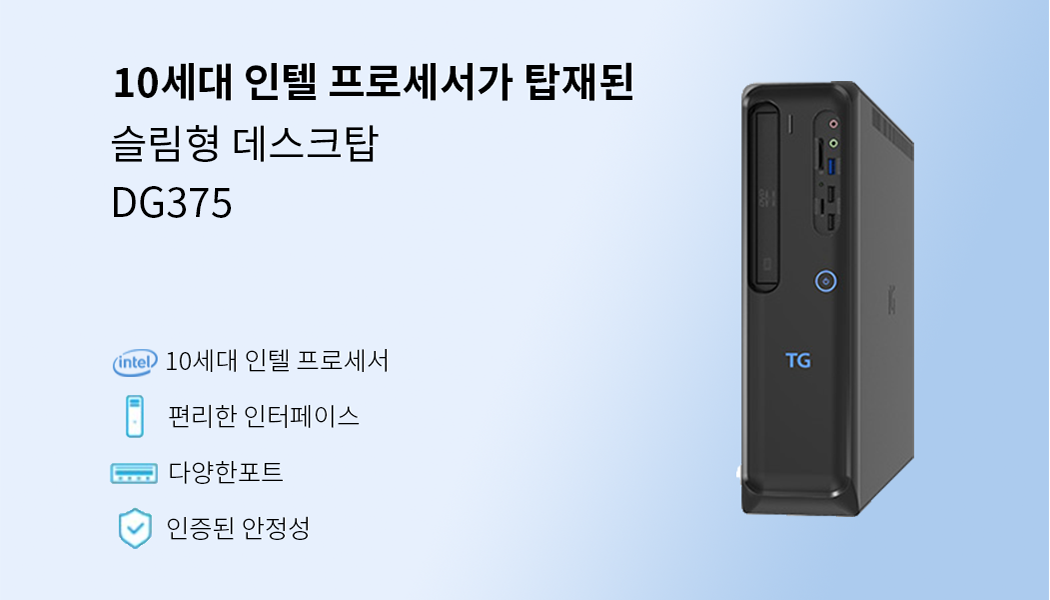 10세대 인텔 프로세서가 탑재된
슬림형 데스크탑
DG375
intel 10세대 인텔 프로세서
편리한 인터페이스
다양한포트
인증된 안정성
TG